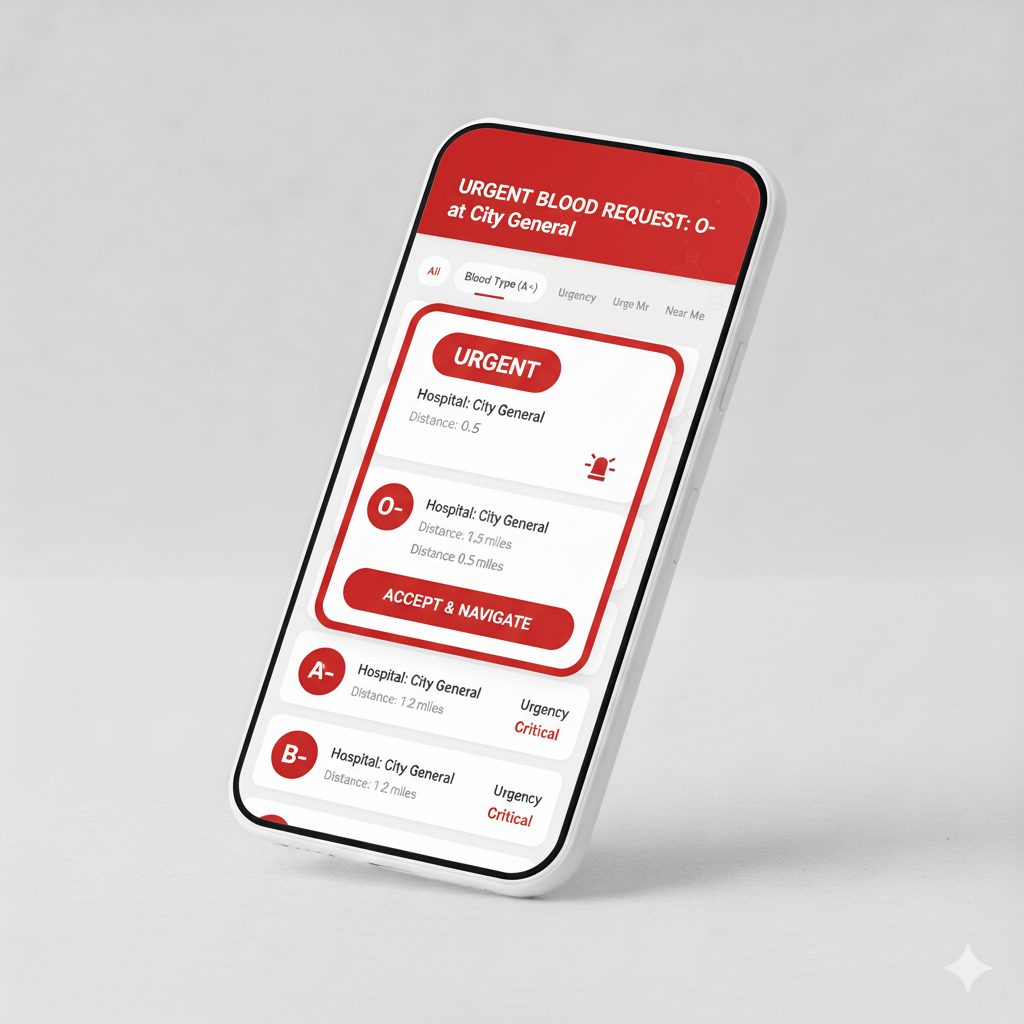 URGENT BLOOD REQUEST: O-
at City General
All
Blood Type (A<)
Urgency
Urge Mr
Near Me
URGENT
Hospital: City General
Distance: 0.5
O-
Hospital: City General
Distance: 1.5 miles
Distance 0.5 miles
ACCEPT & NAVIGATE
A-
Hospital: City General
Distance: 1.2 miles
Urgency
Critical
B-
Hospital: City General
Distance: 1 2 miles
Urgency
Critical